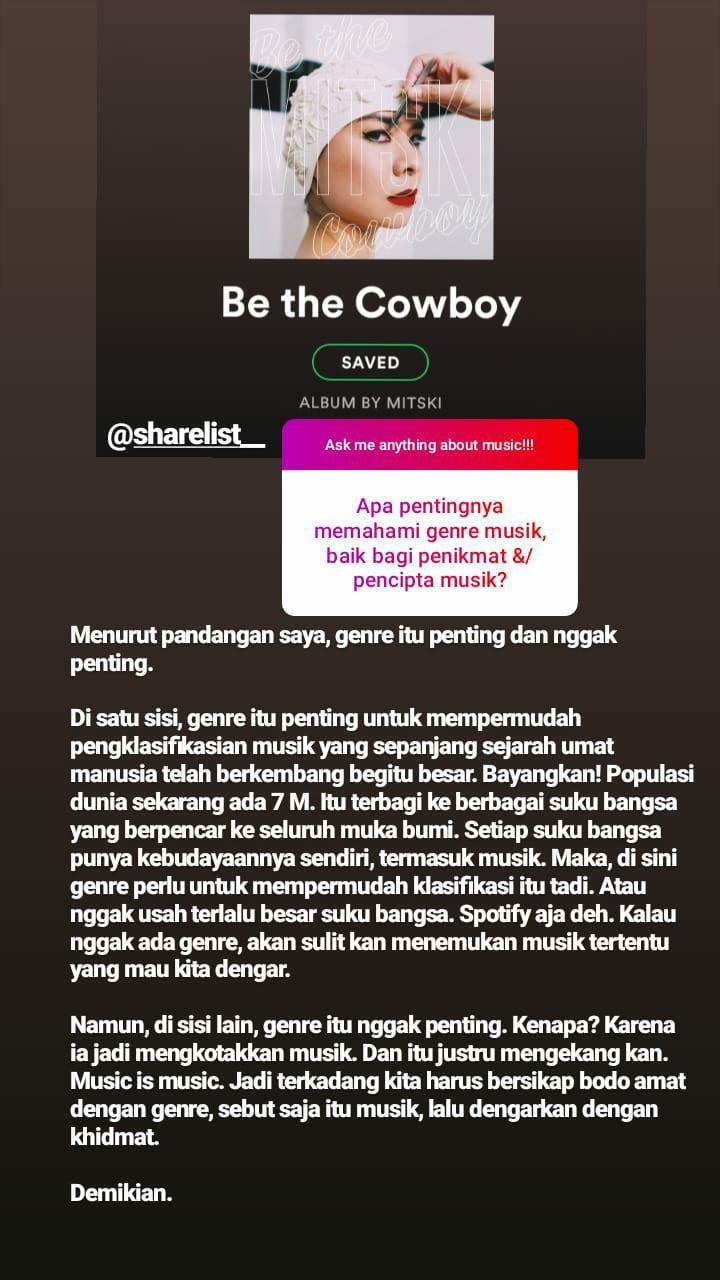 Be the
MITSKI
Cowboy
Be the Cowboy
SAVED
ALBUM BY MITSKI
@sharelist__
Ask me anything about music!!!
Apa pentingnya
memahami genre musik,
baik bagi penikmat &/
pencipta musik?
Menurut pandangan saya, genre itu penting dan nggak
penting.
Di satu sisi, genre itu penting untuk mempermudah
pengklasifikasian musik yang sepanjang sejarah umat
manusia telah berkembang begitu besar. Bayangkan! Populasi
dunia sekarang ada 7 M. Itu terbagi ke berbagai suku bangsa
yang berpencar ke seluruh muka bumi. Setiap suku bangsa
punya kebudayaannya sendiri, termasuk musik. Maka, di sini
genre perlu untuk mempermudah klasifikasi itu tadi. Atau
nggak usah terlalu besar suku bangsa. Spotify aja deh. Kalau
nggak ada genre, akan sulit kan menemukan musik tertentu
yang mau kita dengar.
Namun, di sisi lain, genre itu nggak penting. Kenapa? Karena
ia jadi mengkotakkan musik. Dan itu justru mengekang kan.
Music is music. Jadi terkadang kita harus bersikap bodo amat
dengan genre, sebut saja itu musik, lalu dengarkan dengan
khidmat.
Demikian.